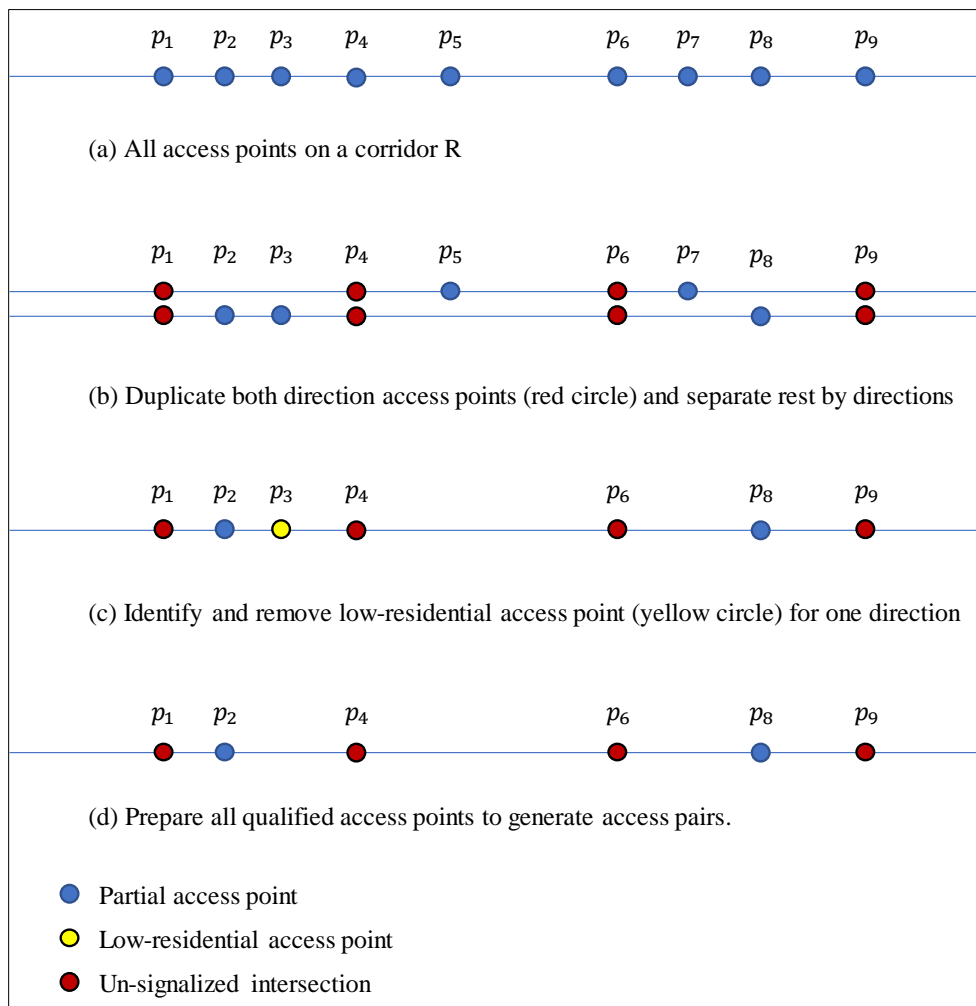 p₁ p₂ p₃ p₄ p₅ p₆ p₇ p₈ p₉
(a) All access points on a corridor R
p₁ p₂ p₃ p₄ p₅ p₆ p₇ p₈ p₉
(b) Duplicate both direction access points (red circle) and separate rest by directions
p₁ p₂ p₃ p₄ p₆ p₈ p₉
(c) Identify and remove low-residential access point (yellow circle) for one direction
p₁ p₂ p₄ p₆ p₈ p₉
(d) Prepare all qualified access points to generate access pairs.
Partial access point
Low-residential access point
Un-signalized intersection